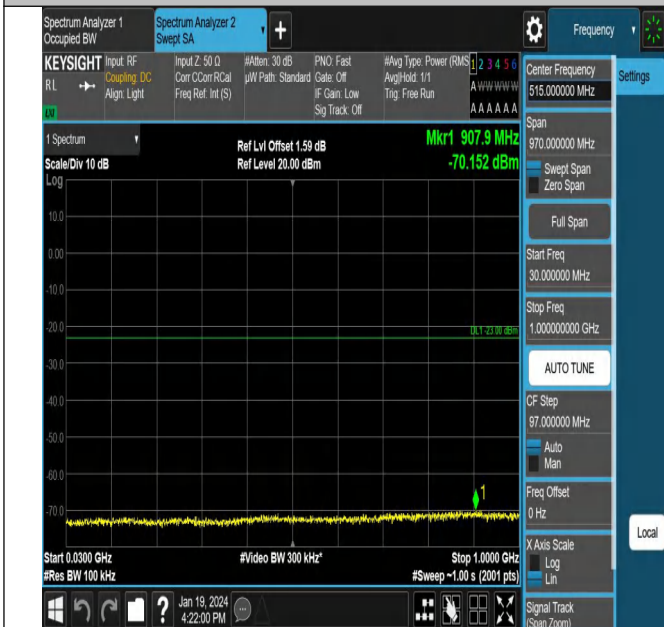 Spectrum Analyzer 1
Occupied BW
Spectrum Analyzer 2
Swept SA
+
Frequency
KEYSIGHT
RL
LXI
Input: RF
Coupling: DC
Align: Light
Input Z: 50 Ω
Corr CCorr RCal
Freq Ref: Int (S)
#Atten: 30 dB
µW Path: Standard
PNO: Fast
Gate: Off
IF Gain: Low
Sig Track: Off
#Avg Type: Power (RMS
Avg|Hold: 1/1
Trig: Free Run
1 2 3 4 5 6
A W W W W W
A A A A A A
Center Frequency
515.000000 MHz
Settings
Span
970.000000 MHz
Swept Span
Zero Span
Full Span
Start Freq
30.000000 MHz
Stop Freq
1.000000000 GHz
AUTO TUNE
CF Step
97.000000 MHz
Auto
Man
Freq Offset
0 Hz
X Axis Scale
Log
Lin
Signal Track
(Span Zoom)
Local
1 Spectrum
Scale/Div 10 dB
Ref Lvl Offset 1.59 dB
Ref Level 20.00 dBm
Mkr1 907.9 MHz
-70.152 dBm
Log
10.0
0.00
-10.0
-20.0
DL1 -23.00 dBm
-30.0
-40.0
-50.0
-60.0
1
-70.0
Start 0.0300 GHz
#Res BW 100 kHz
#Video BW 300 kHz*
Stop 1.0000 GHz
#Sweep ~1.00 s (2001 pts)
?
Jan 19, 2024
4:22:00 PM